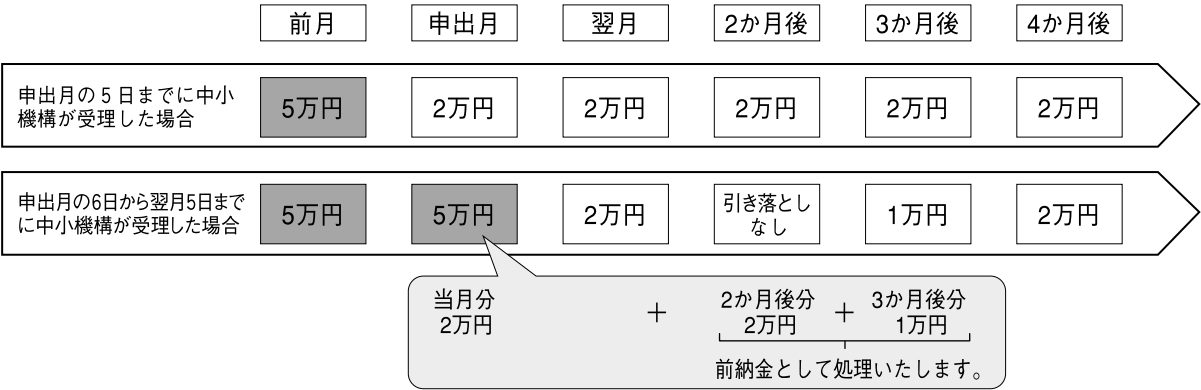 前月 申出月 翌月 2か月後 3か月後 4か月後
申出月の5日までに中小
機構が受理した場合
5万円 2万円 2万円 2万円 2万円 2万円
申出月の6日から翌月5日まで
に中小機構が受理した場合
5万円 5万円 2万円 引き落とし
なし
1万円 2万円
当月分 + 2か月後分 + 3か月後分
2万円 2万円 1万円
前納金として処理いたします。